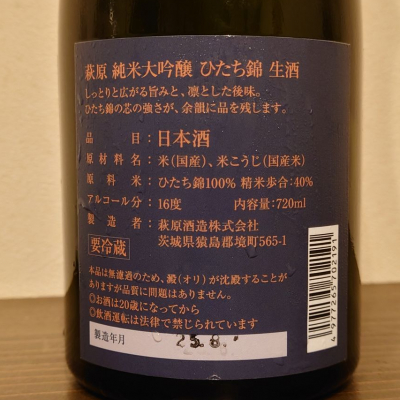 萩原 純米大吟醸 ひたち錦 生酒
しっとりと広がる旨みと、凛とした後味。
ひたち錦の芯の強さが、余韻に品を残します。
品目:日本酒
原材料名:米(国産)、米こうじ(国産米)
原料米:ひたち錦100% 精米歩合:40%
アルコール分:16度 内容量:720ml
製造者:萩原酒造株式会社
茨城県猿島郡境町565-1
要冷蔵
本品は無濾過のため、澱(オリ)が沈殿することが
ありますが品質に問題はありません。
◎お酒は20歳になってから
◎飲酒運転は法律で禁じられています
製造年月 25.8.
4977265702191